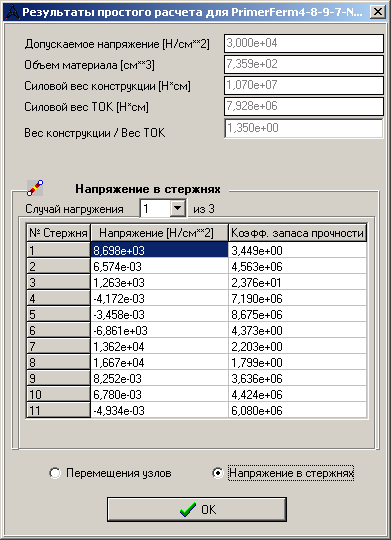 Результаты простого расчета для PrimerFerm4-8-9-7-N...
Допускаемое напряжение [Н/см**2] 3,000e+04
Объем материала [см**3] 7,359e+02
Силовой вес конструкции [Н*см] 1,070e+07
Силовой вес ТОК [Н*см] 7,928e+06
Вес конструкции / Вес ТОК 1,350e+00
Напряжение в стержнях
Случай нагружения 1 из 3
№ Стержня Напряжение [Н/см**2] Коэфф. запаса прочности
1 8,698e+03 3,449e+00
2 6,574e-03 4,563e+06
3 1,263e+03 2,376e+01
4 -4,172e-03 7,190e+06
5 -3,458e-03 8,675e+06
6 -6,861e+03 4,373e+00
7 1,362e+04 2,203e+00
8 1,667e+04 1,799e+00
9 8,252e-03 3,636e+06
10 6,780e-03 4,424e+06
11 -4,934e-03 6,080e+06
Перемещения узлов Напряжение в стержнях
OK